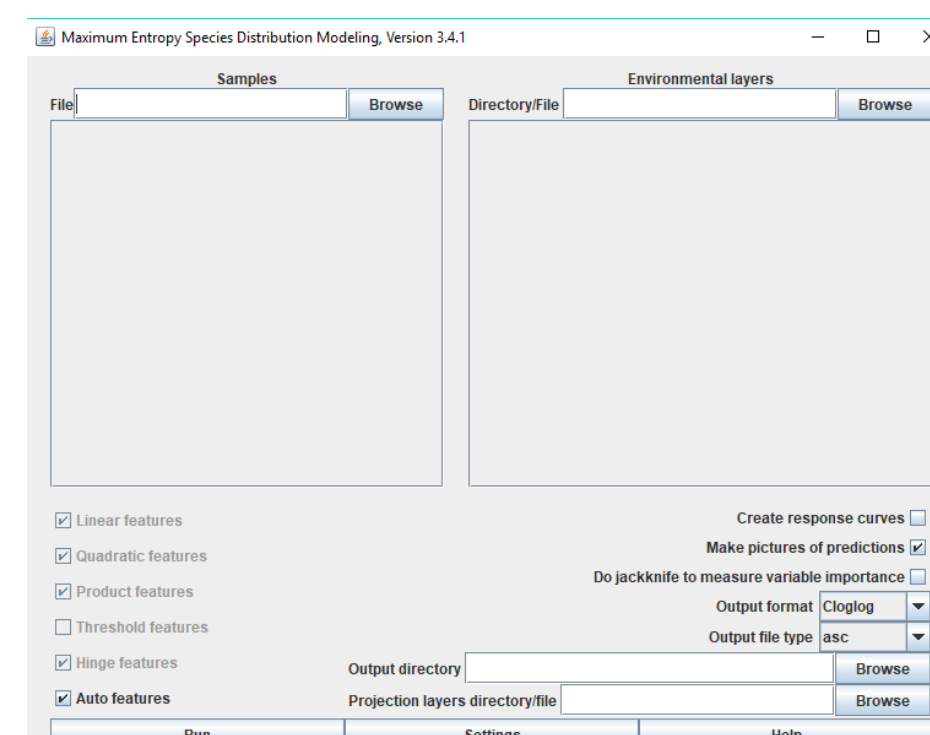 Maximum Entropy Species Distribution Modeling, Version 3.4.1
Samples
Environmental layers
File
Browse
Directory/File
Browse
Linear features
Quadratic features
Product features
Threshold features
Hinge features
Auto features
Create response curves
Make pictures of predictions
Do jackknife to measure variable importance
Output format Cloglog
Output file type asc
Output directory
Browse
Projection layers directory/file
Browse
Run
Settings
Help